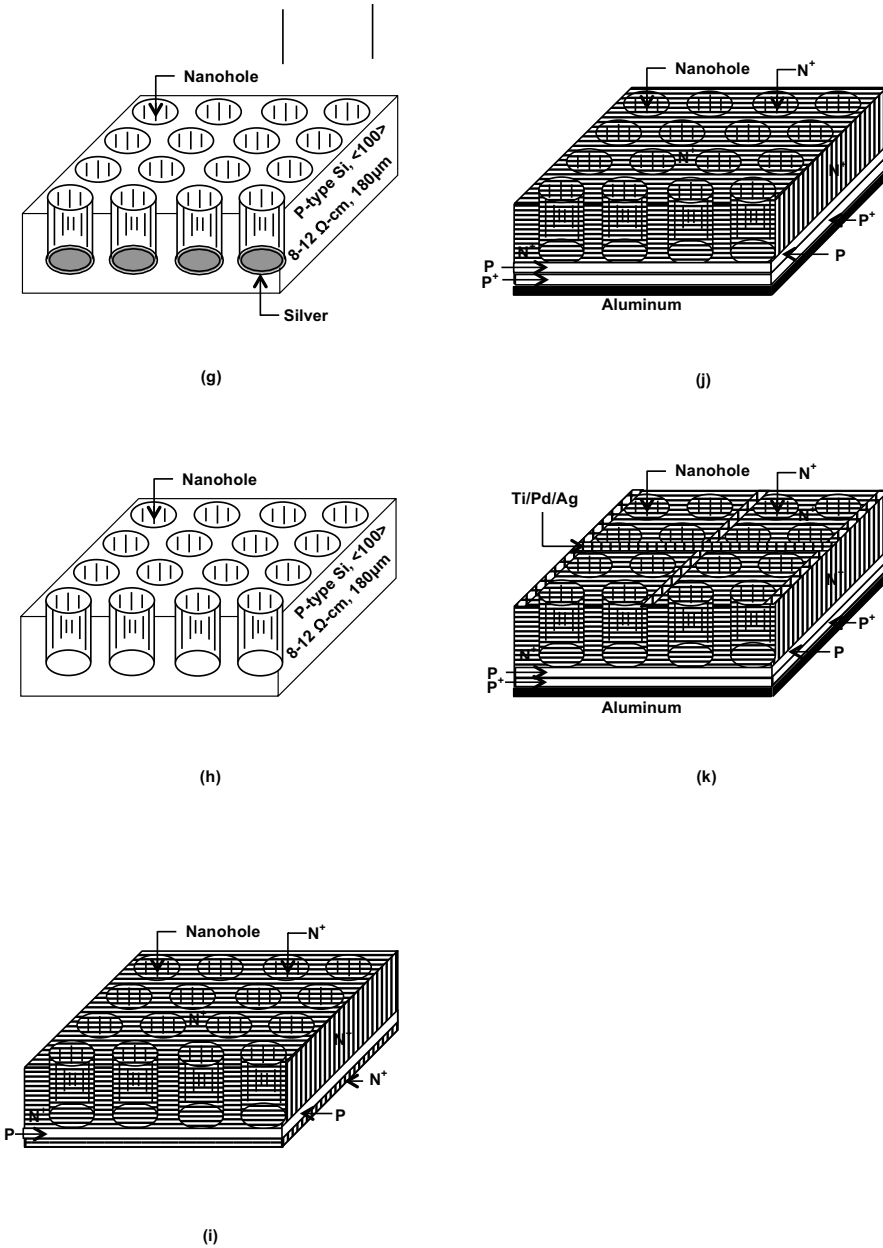 Nanohole
P-type Si, <100>
8-12 Ω-cm, 180μm
Silver
(g)
Nanohole
N+
N+
N+
P+
N+
P
P
P+
Aluminum
(j)
Nanohole
P-type Si, <100>
8-12 Ω-cm, 180μm
(h)
Nanohole
N+
Ti/Pd/Ag
N
N+
P+
N+
P
P
P+
Aluminum
(k)
Nanohole
N+
N+
N+
N+
N+
P
P
(i)